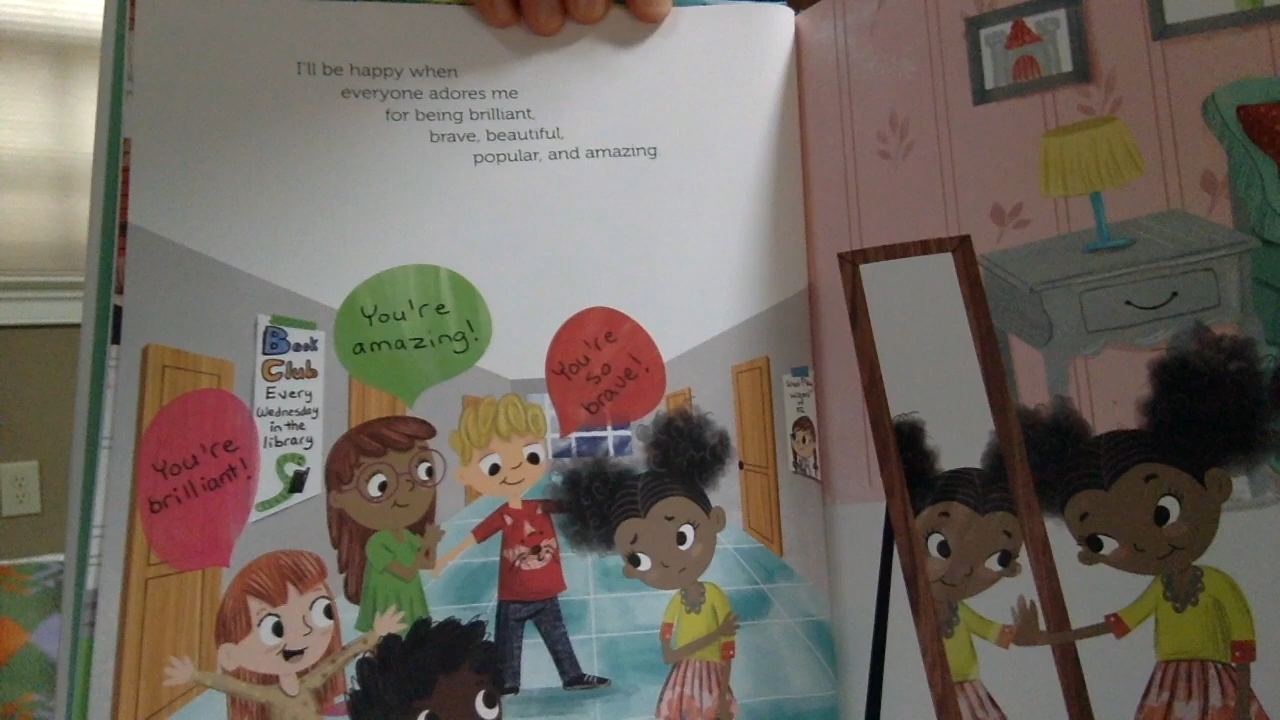 I'll be happy when
everyone adores me
for being brilliant,
brave, beautiful,
popular, and amazing.
You're
amazing!
You're
so
brave!
Book
Club
Every
Wednesday
in the
library
You're
brilliant!